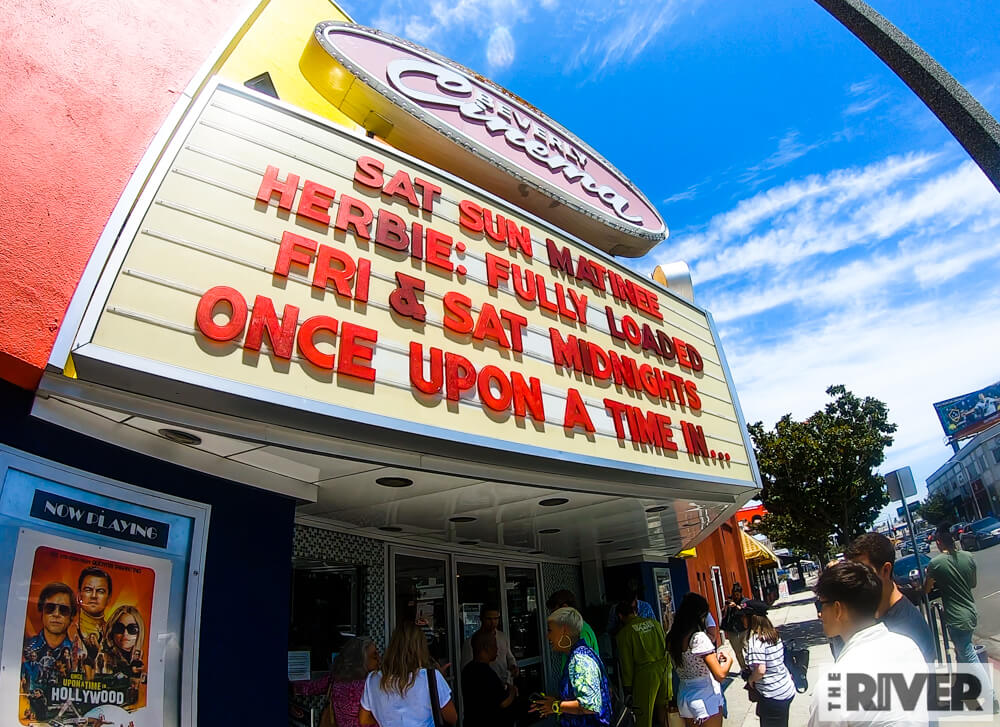 BEVERLY
Cinema
SAT SUN MATINEE
HERBIE: FULLY LOADED
FRI & SAT MIDNIGHTS
ONCE UPON A TIME IN...
NOW PLAYING
ONCE UPON A TIME IN
HOLLYWOOD
THE RIVER